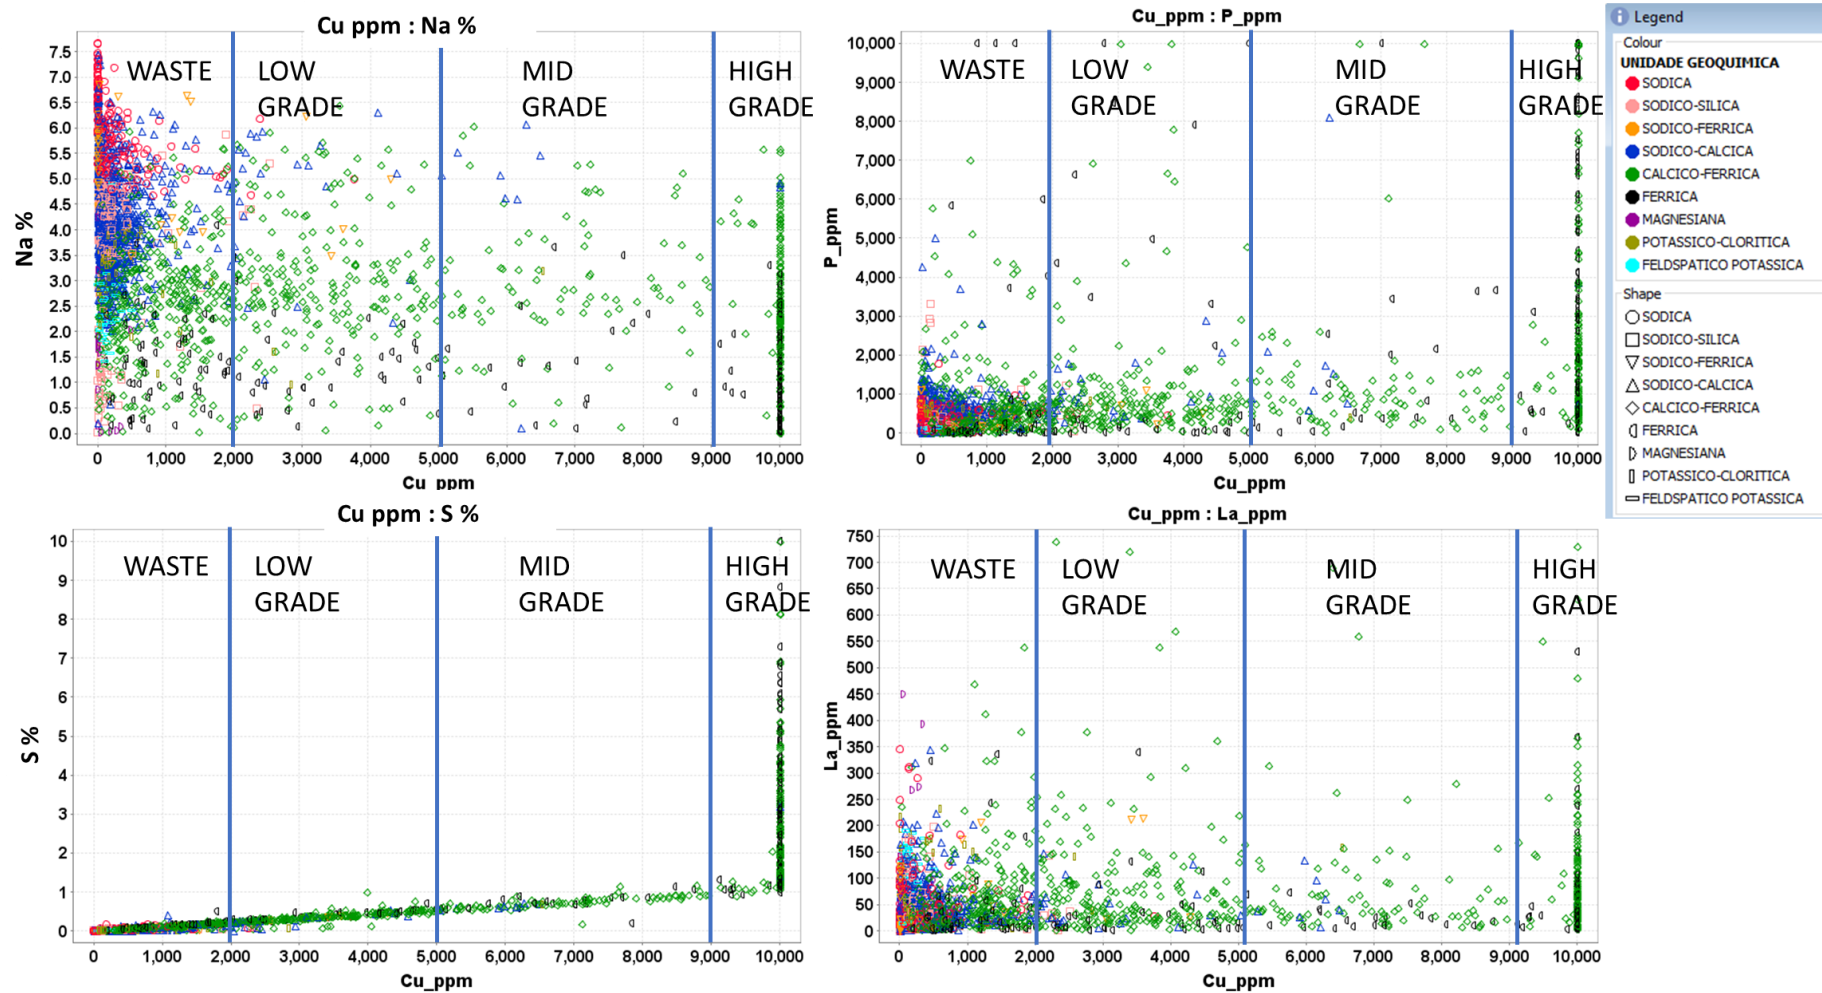 Cu ppm : Na %
WASTE
LOW
GRADE
MID
GRADE
HIGH
GRADE
7.5
7.0
6.5
6.0
5.5
5.0
4.5
4.0
3.5
3.0
2.5
2.0
1.5
1.0
0.5
0.0
Na %
0 1,000 2,000 3,000 4,000 5,000 6,000 7,000 8,000 9,000 10,000
Cu_ppm
Cu_ppm : P_ppm
WASTE
LOW
GRADE
MID
GRADE
HIGH
GRADE
10,000
9,000
8,000
7,000
6,000
5,000
4,000
3,000
2,000
1,000
0
P_ppm
0 1,000 2,000 3,000 4,000 5,000 6,000 7,000 8,000 9,000 10,000
Cu_ppm
Legend
Colour
UNIDADE GEOQUIMICA
SODICA
SODICO-SILICA
SODICO-FERRICA
SODICO-CALCICA
CALCICO-FERRICA
FERRICA
MAGNESIANA
POTASSICO-CLORITICA
FELDSPATICO POTASSICA
Shape
SODICA
SODICO-SILICA
SODICO-FERRICA
SODICO-CALCICA
CALCICO-FERRICA
FERRICA
MAGNESIANA
POTASSICO-CLORITICA
FELDSPATICO POTASSICA
Cu ppm : S %
WASTE
LOW
GRADE
MID
GRADE
HIGH
GRADE
10
9
8
7
6
5
4
3
2
1
0
S %
0 1,000 2,000 3,000 4,000 5,000 6,000 7,000 8,000 9,000 10,000
Cu_ppm
Cu_ppm : La_ppm
WASTE
LOW
GRADE
MID
GRADE
HIGH
GRADE
750
700
650
600
550
500
450
400
350
300
250
200
150
100
50
0
La_ppm
0 1,000 2,000 3,000 4,000 5,000 6,000 7,000 8,000 9,000 10,000
Cu_ppm